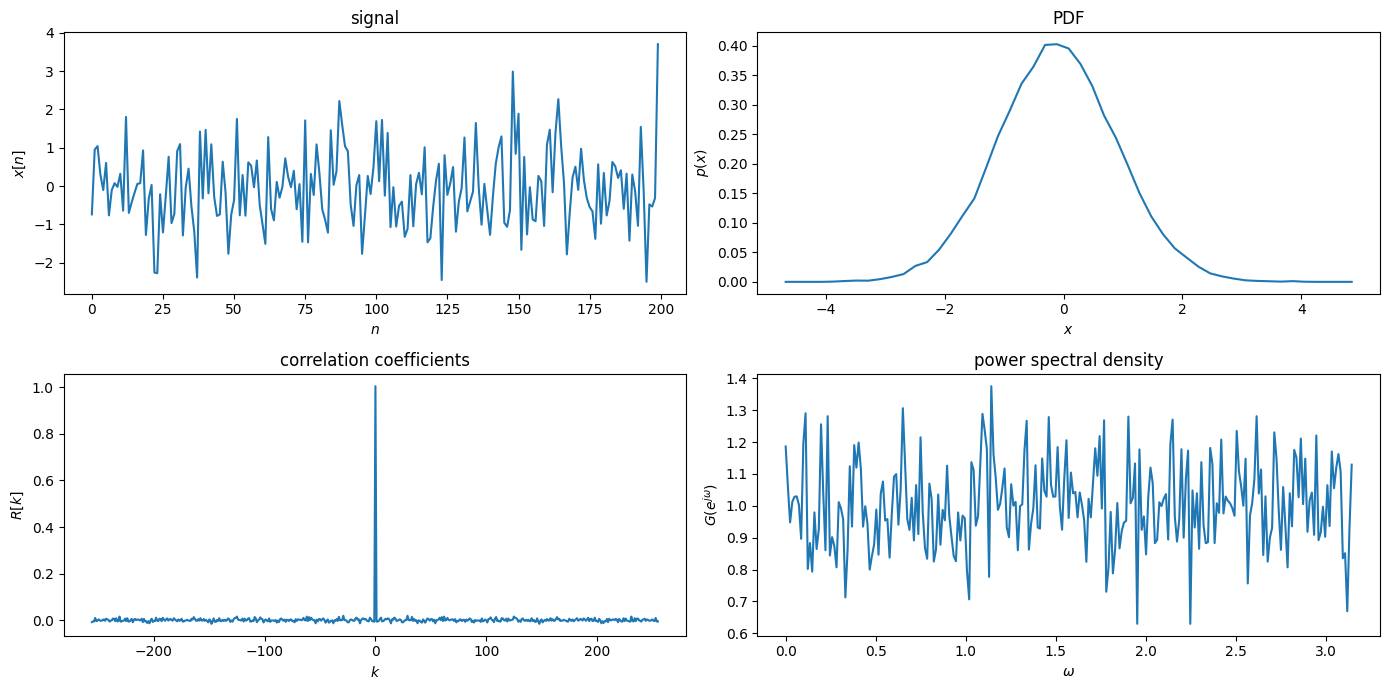 signal
x[n]
4
3
2
1
0
−1
−2
0 25 50 75 100 125 150 175 200
n
PDF
p(x)
0.40
0.35
0.30
0.25
0.20
0.15
0.10
0.05
0.00
−4 −2 0 2 4
x
correlation coefficients
R[k]
1.0
0.8
0.6
0.4
0.2
0.0
−200 −100 0 100 200
k
power spectral density
G(e^{jω})
1.4
1.3
1.2
1.1
1.0
0.9
0.8
0.7
0.6
0.0 0.5 1.0 1.5 2.0 2.5 3.0
ω